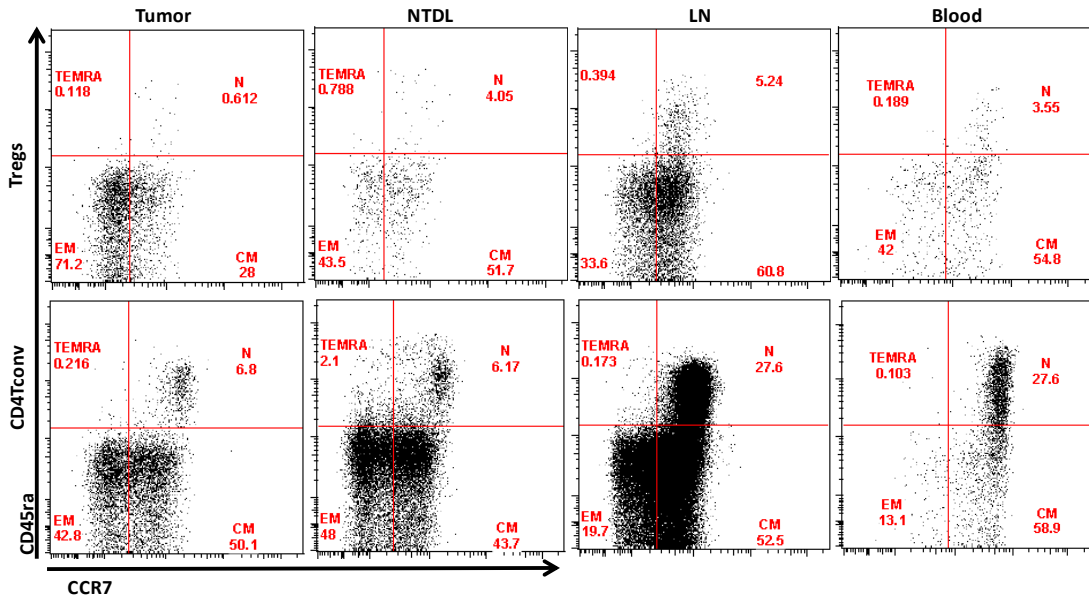 Tumor
NTDL
LN
Blood
Tregs
TEMRA
0.118
N
0.612
EM
71.2
CM
28
TEMRA
0.788
N
4.05
EM
43.5
CM
51.7
0.394
5.24
33.6
60.8
TEMRA
0.189
N
3.55
EM
42
CM
54.8
CD4Tconv
TEMRA
0.216
N
6.8
EM
42.8
CM
50.1
TEMRA
2.1
N
6.17
EM
48
CM
43.7
TEMRA
0.173
N
27.6
EM
19.7
CM
52.5
TEMRA
0.103
N
27.6
EM
13.1
CM
58.9
CD45ra
CCR7